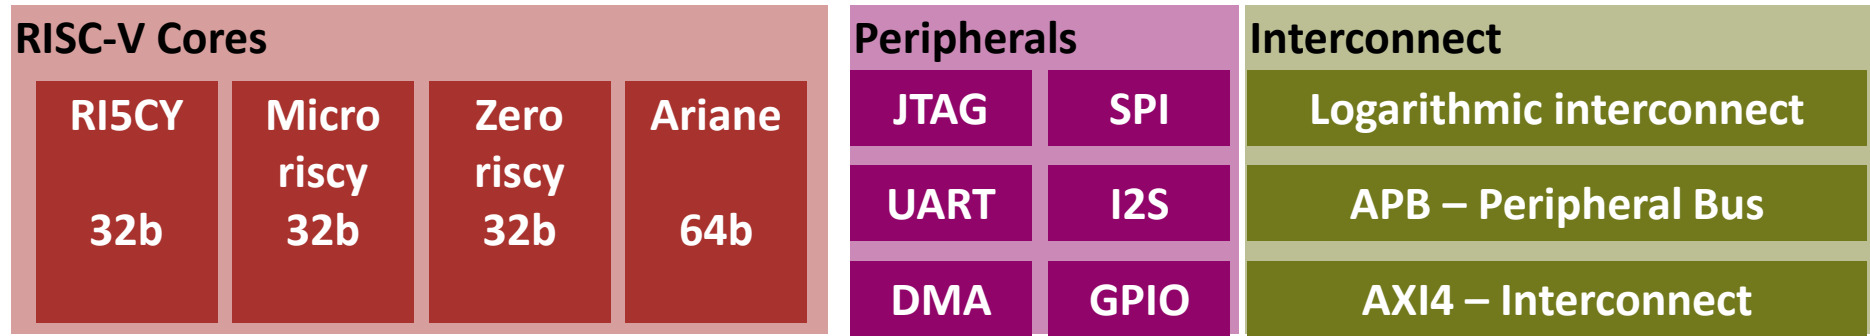 RISC-V Cores
RI5CY
32b
Micro
riscy
32b
Zero
riscy
32b
Ariane
64b
Peripherals
JTAG
SPI
UART
I2S
DMA
GPIO
Interconnect
Logarithmic interconnect
APB – Peripheral Bus
AXI4 – Interconnect